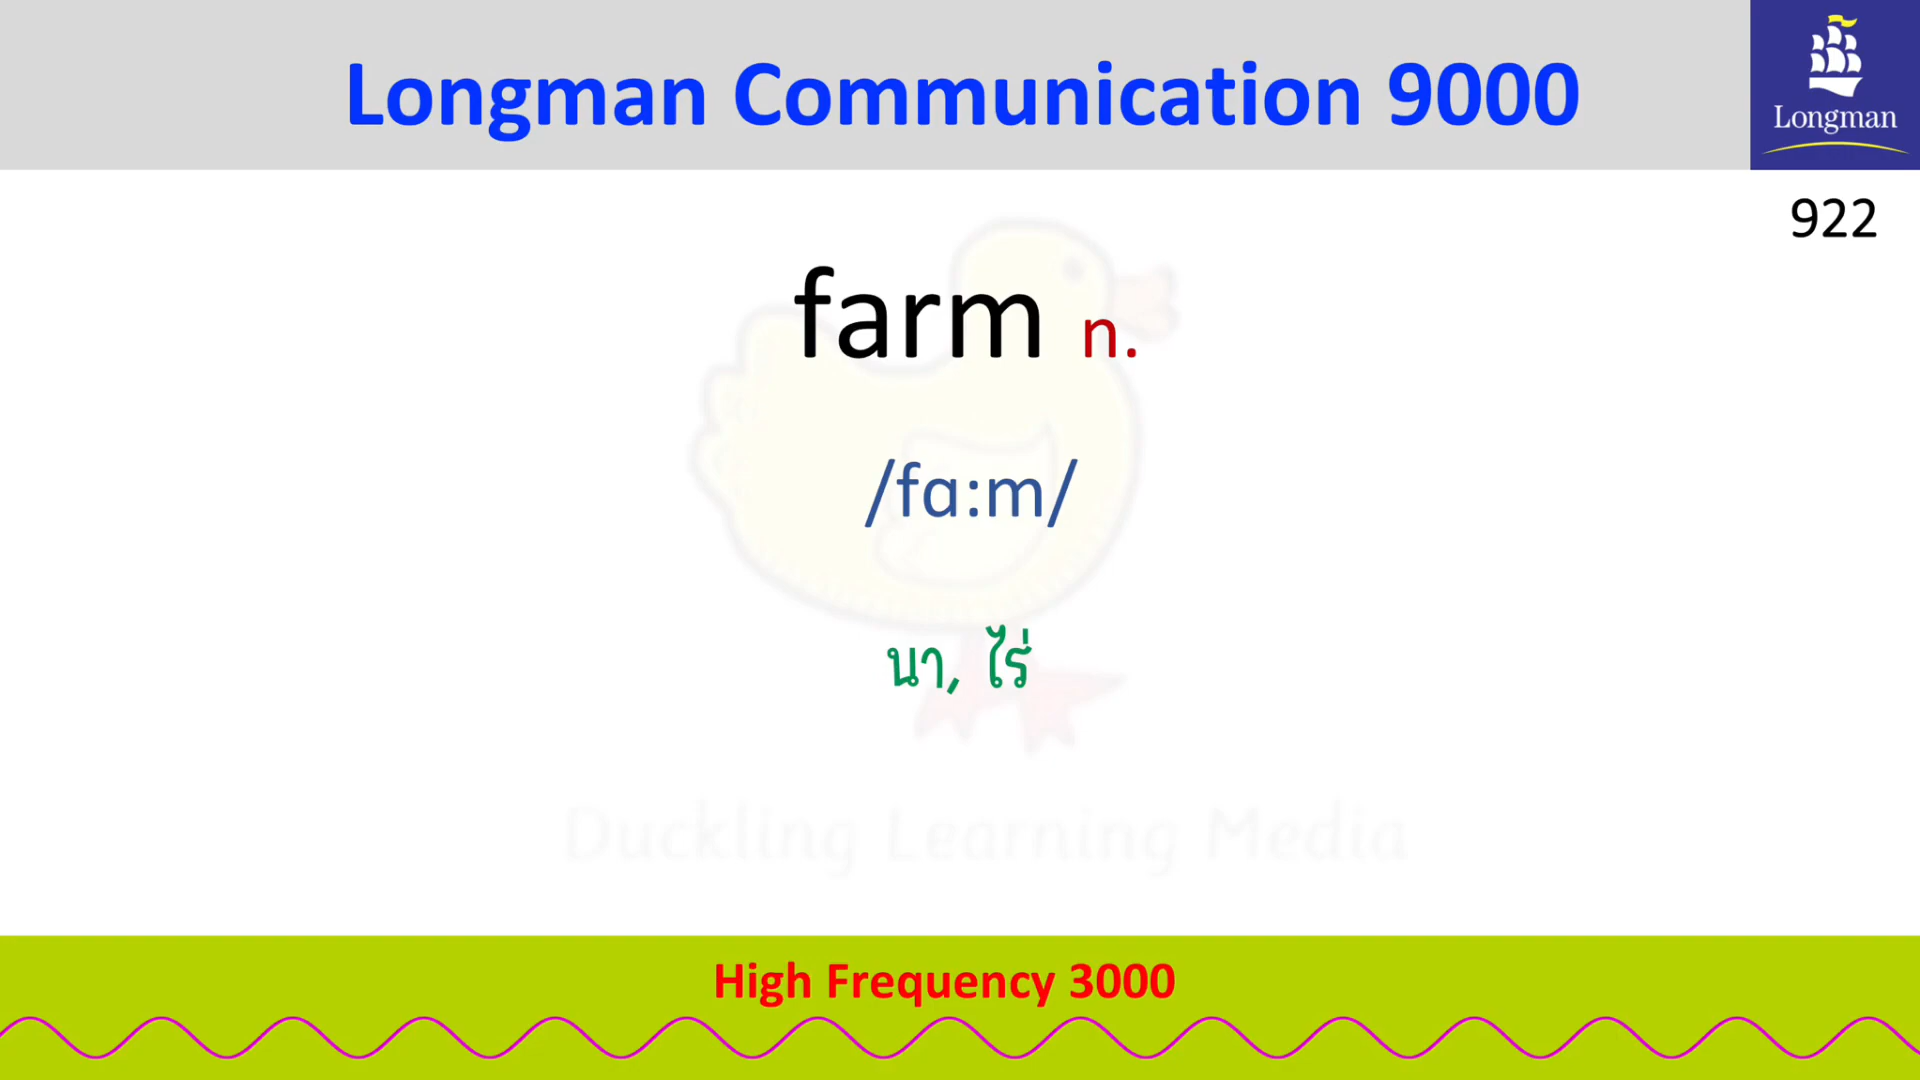 Longman Communication 9000
Longman
922
farm n.
/fɑ:m/
นา, ไร่
Duckling Learning Media
High Frequency 3000